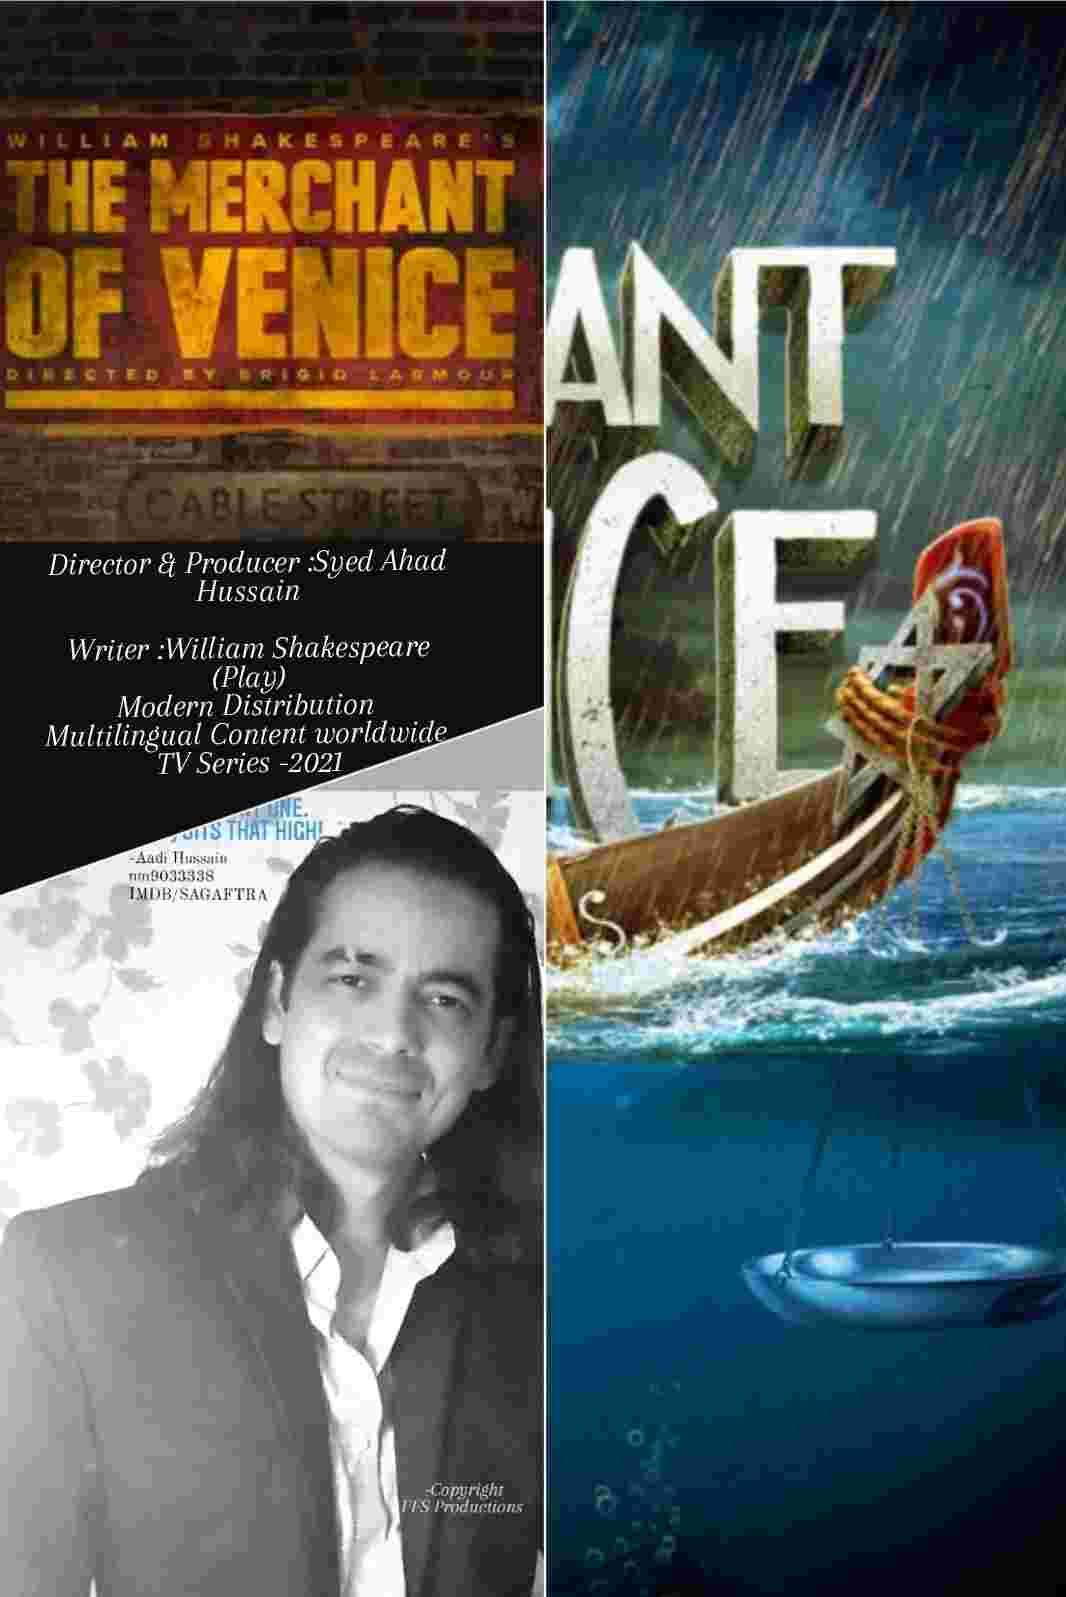 WILLIAM SHAKESPEARE'S
THE MERCHANT
OF VENICE
DIRECTED BY BRIGID LARMOUR
CABLE STREET
Director & Producer :Syed Ahad
Hussain
Writer :William Shakespeare
(Play)
Modern Distribution
Multilingual Content worldwide
TV Series -2021
ONE.
SITS THAT HIGH!
-Aadi Hussain
nm9033338
IMDB/SAGAFTRA
-Copyright
FFS Productions
ANT
CE
S